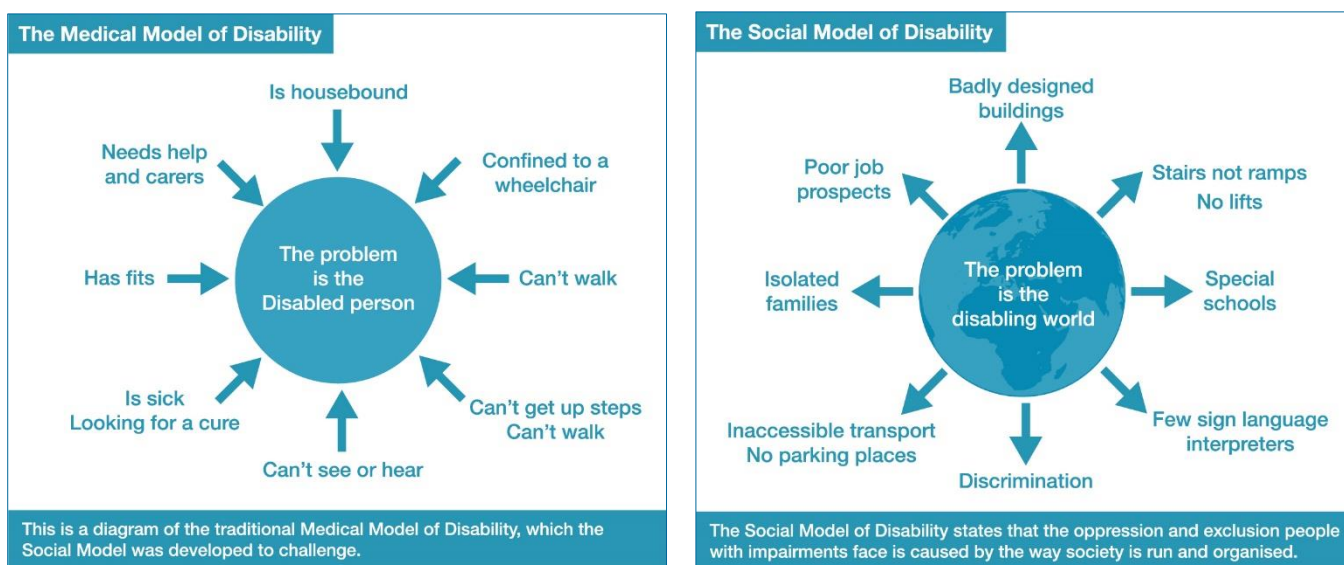 The Medical Model of Disability
Is housebound
Needs help
and carers
Confined to a
wheelchair
Has fits
The problem
is the
Disabled person
Can't walk
Is sick
Looking for a cure
Can't get up steps
Can't walk
Can't see or hear
This is a diagram of the traditional Medical Model of Disability, which the
Social Model was developed to challenge.
The Social Model of Disability
Badly designed
buildings
Poor job
prospects
Stairs not ramps
No lifts
Isolated
families
The problem
is the
disabling world
Special
schools
Inaccessible transport
No parking places
Few sign language
interpreters
Discrimination
The Social Model of Disability states that the oppression and exclusion people
with impairments face is caused by the way society is run and organised.